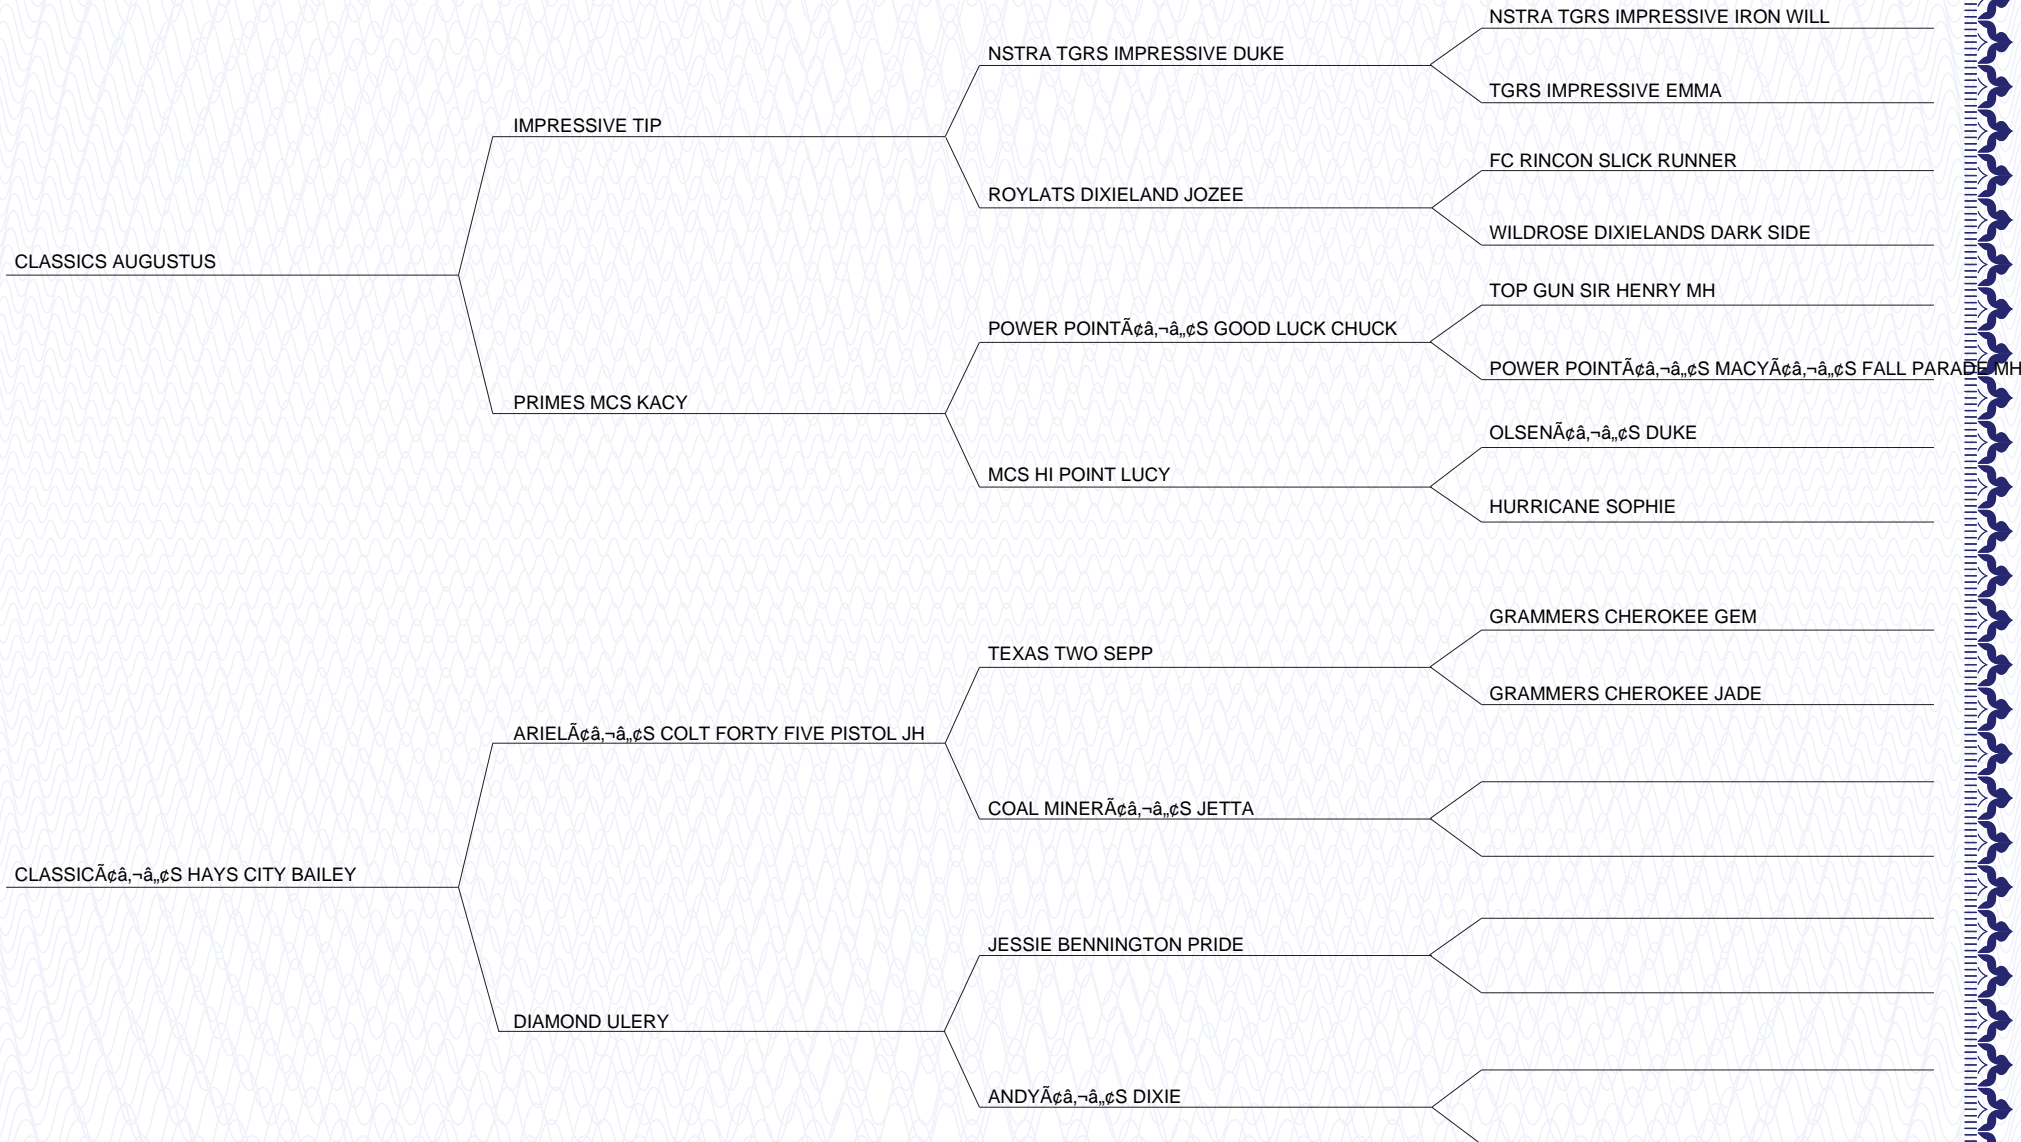 NSTRA TGRS IMPRESSIVE IRON WILL
NSTRA TGRS IMPRESSIVE DUKE
TGRS IMPRESSIVE EMMA
IMPRESSIVE TIP
FC RINCON SLICK RUNNER
ROYLATS DIXIELAND JOZEE
WILDROSE DIXIELANDS DARK SIDE
CLASSICS AUGUSTUS
TOP GUN SIR HENRY MH
POWER POINTÃ¢â‚¬â„¢S GOOD LUCK CHUCK
POWER POINTÃ¢â‚¬â„¢S MACYÃ¢â‚¬â„¢S FALL PARADE MH
PRIMES MCS KACY
OLSENÃ¢â‚¬â„¢S DUKE
MCS HI POINT LUCY
HURRICANE SOPHIE
GRAMMERS CHEROKEE GEM
TEXAS TWO SEPP
GRAMMERS CHEROKEE JADE
ARIELÃ¢â‚¬â„¢S COLT FORTY FIVE PISTOL JH
COAL MINERÃ¢â‚¬â„¢S JETTA
CLASSICÃ¢â‚¬â„¢S HAYS CITY BAILEY
JESSIE BENNINGTON PRIDE
DIAMOND ULERY
ANDYÃ¢â‚¬â„¢S DIXIE